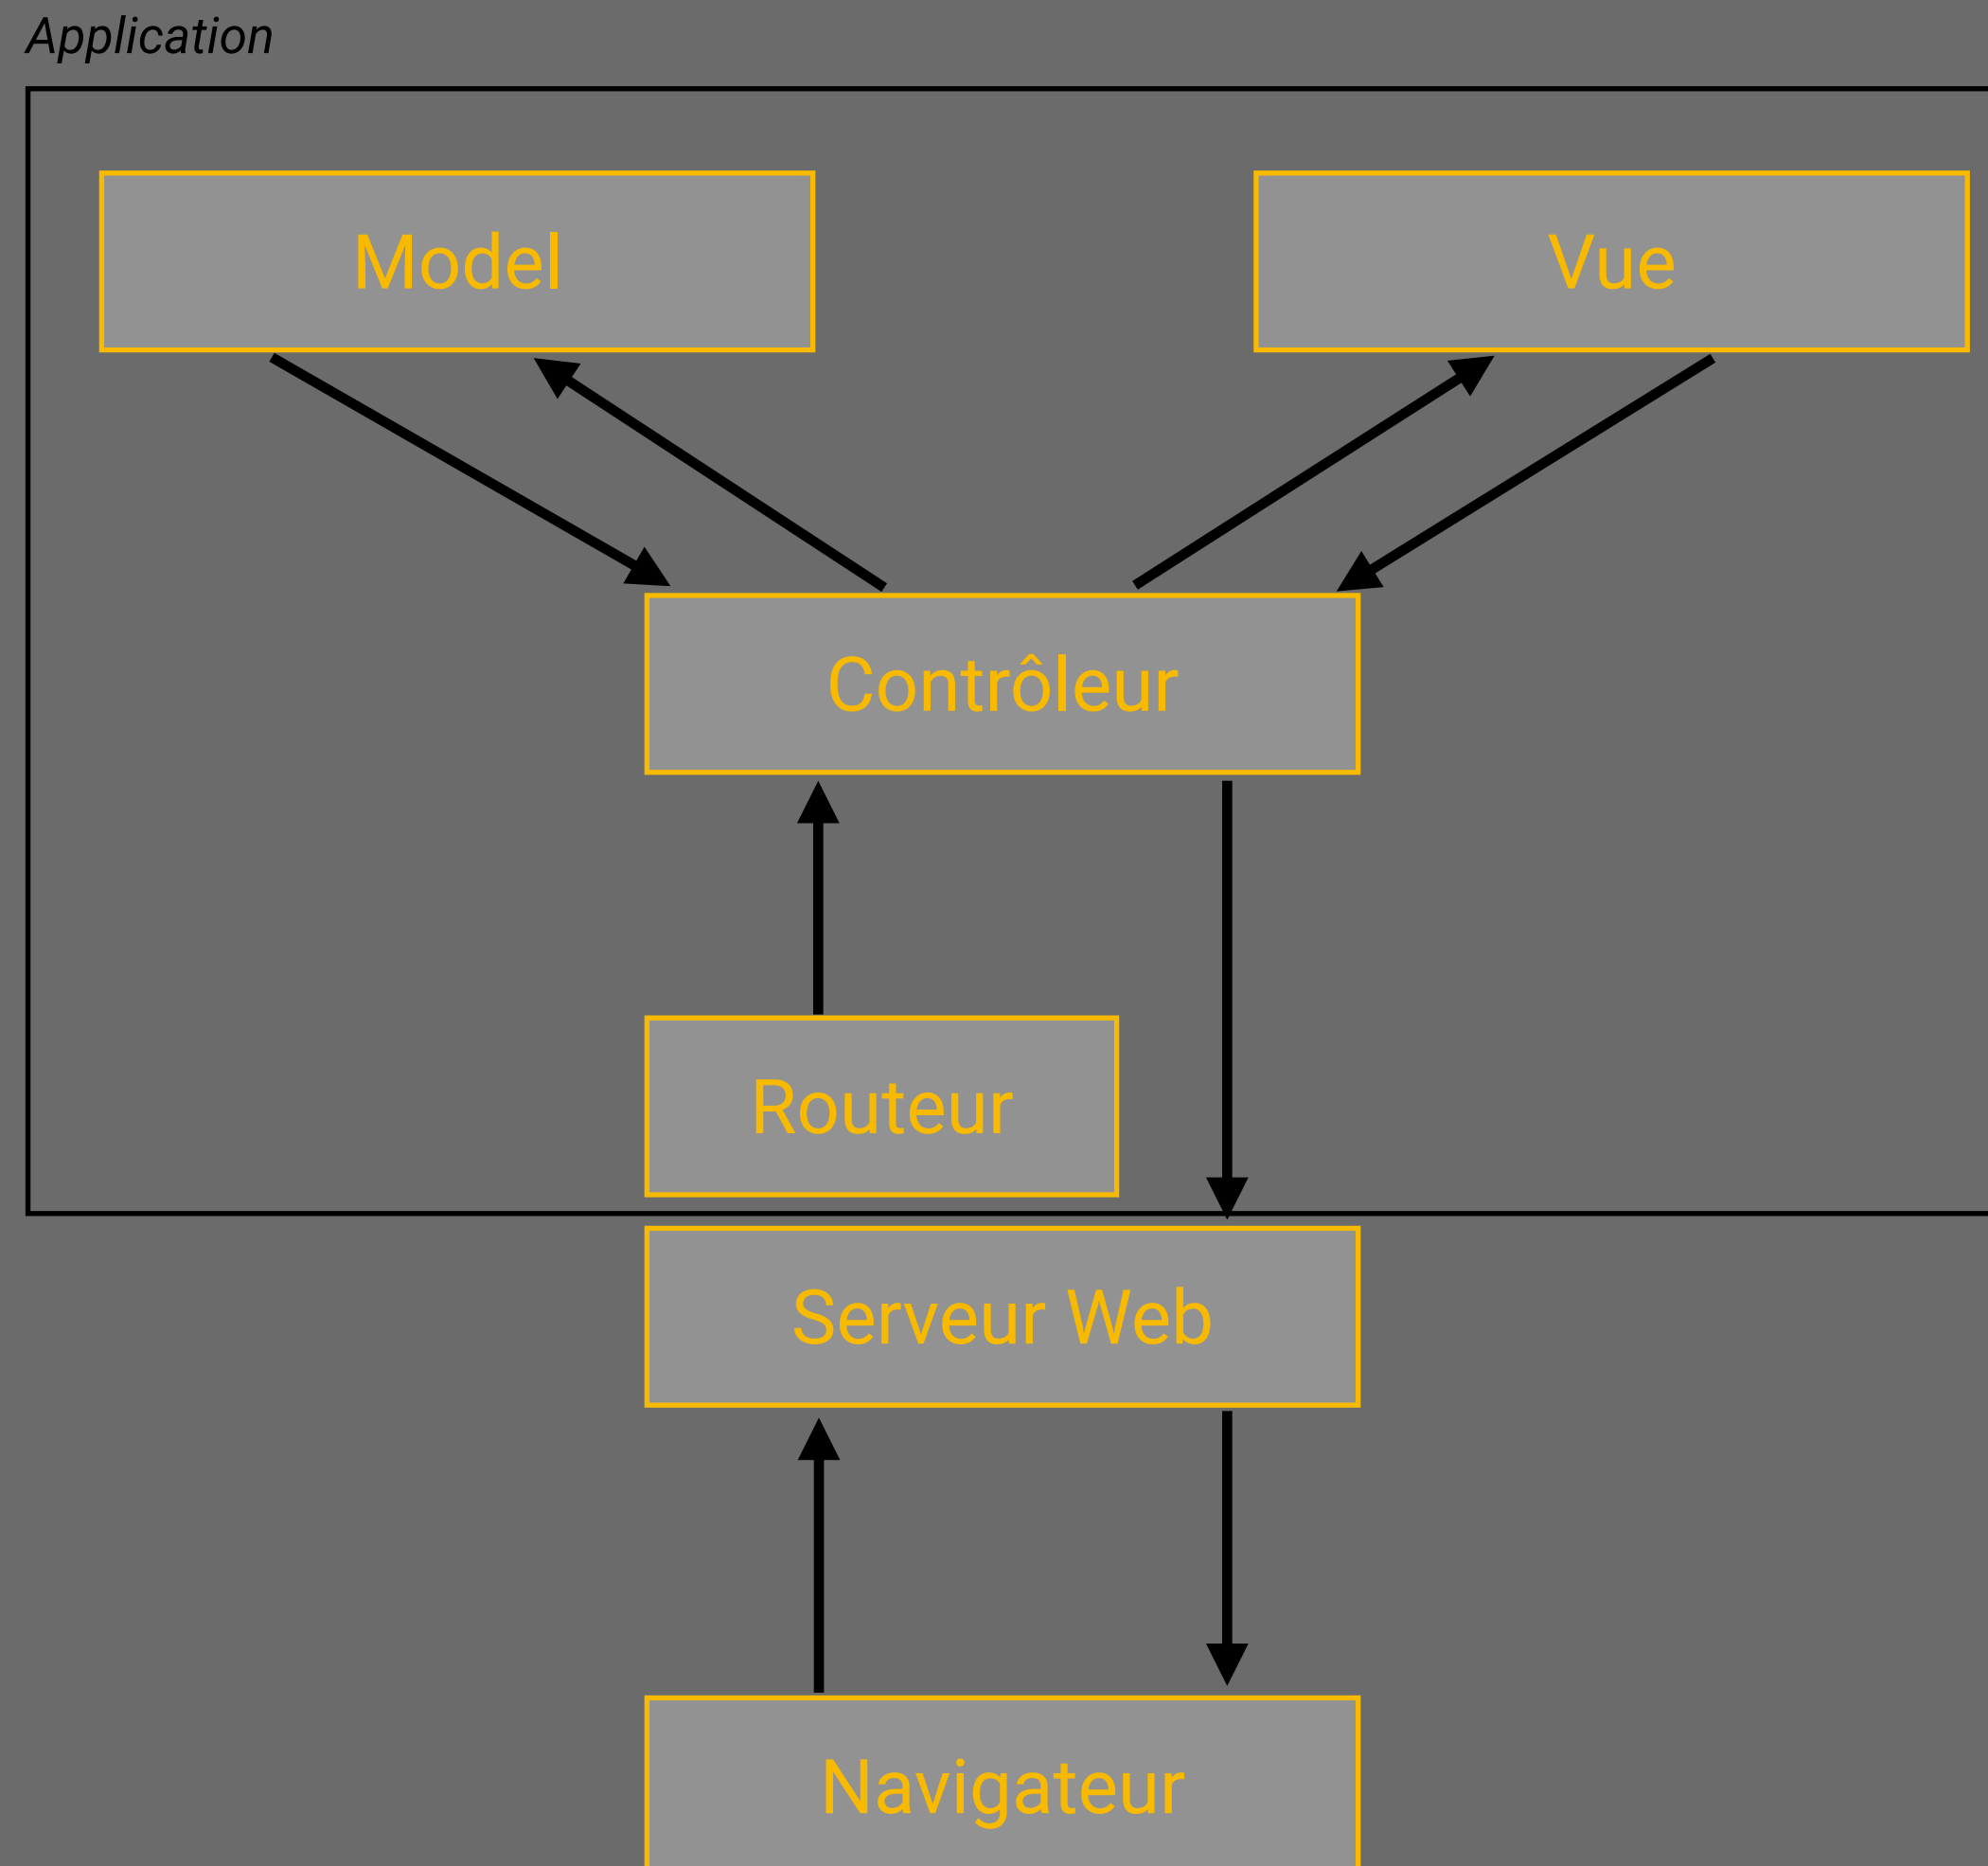 Application
Model
Vue
Contrôleur
Routeur
Serveur Web
Navigateur